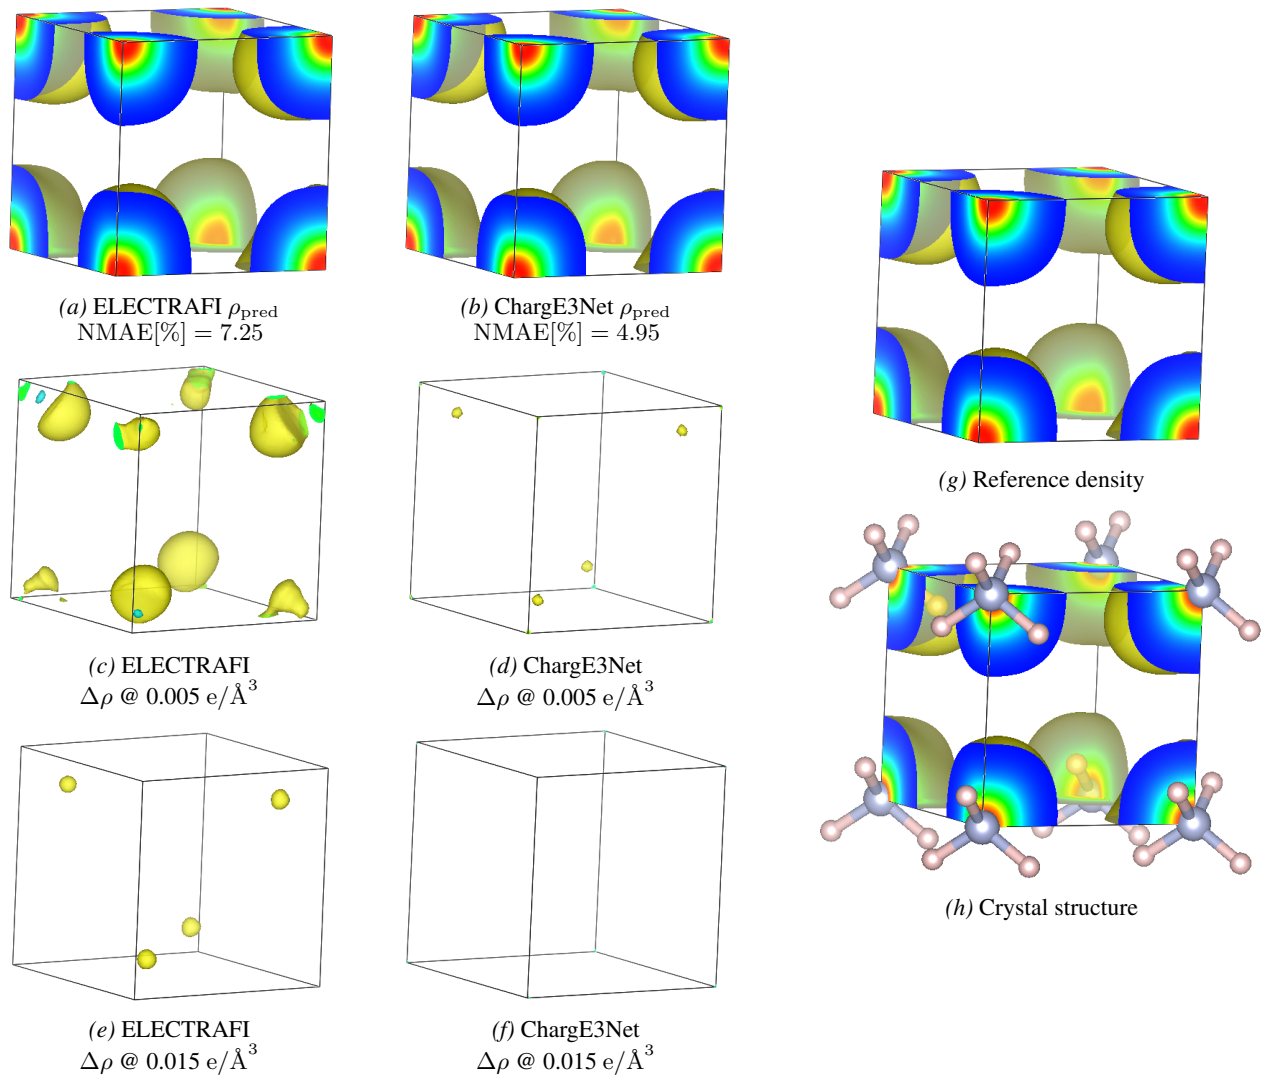 (a) ELECTRAFI ρpred
NMAE[%] = 7.25
(b) ChargE3Net ρpred
NMAE[%] = 4.95
(c) ELECTRAFI
Δρ @ 0.005 e/Å³
(d) ChargE3Net
Δρ @ 0.005 e/Å³
(e) ELECTRAFI
Δρ @ 0.015 e/Å³
(f) ChargE3Net
Δρ @ 0.015 e/Å³
(g) Reference density
(h) Crystal structure